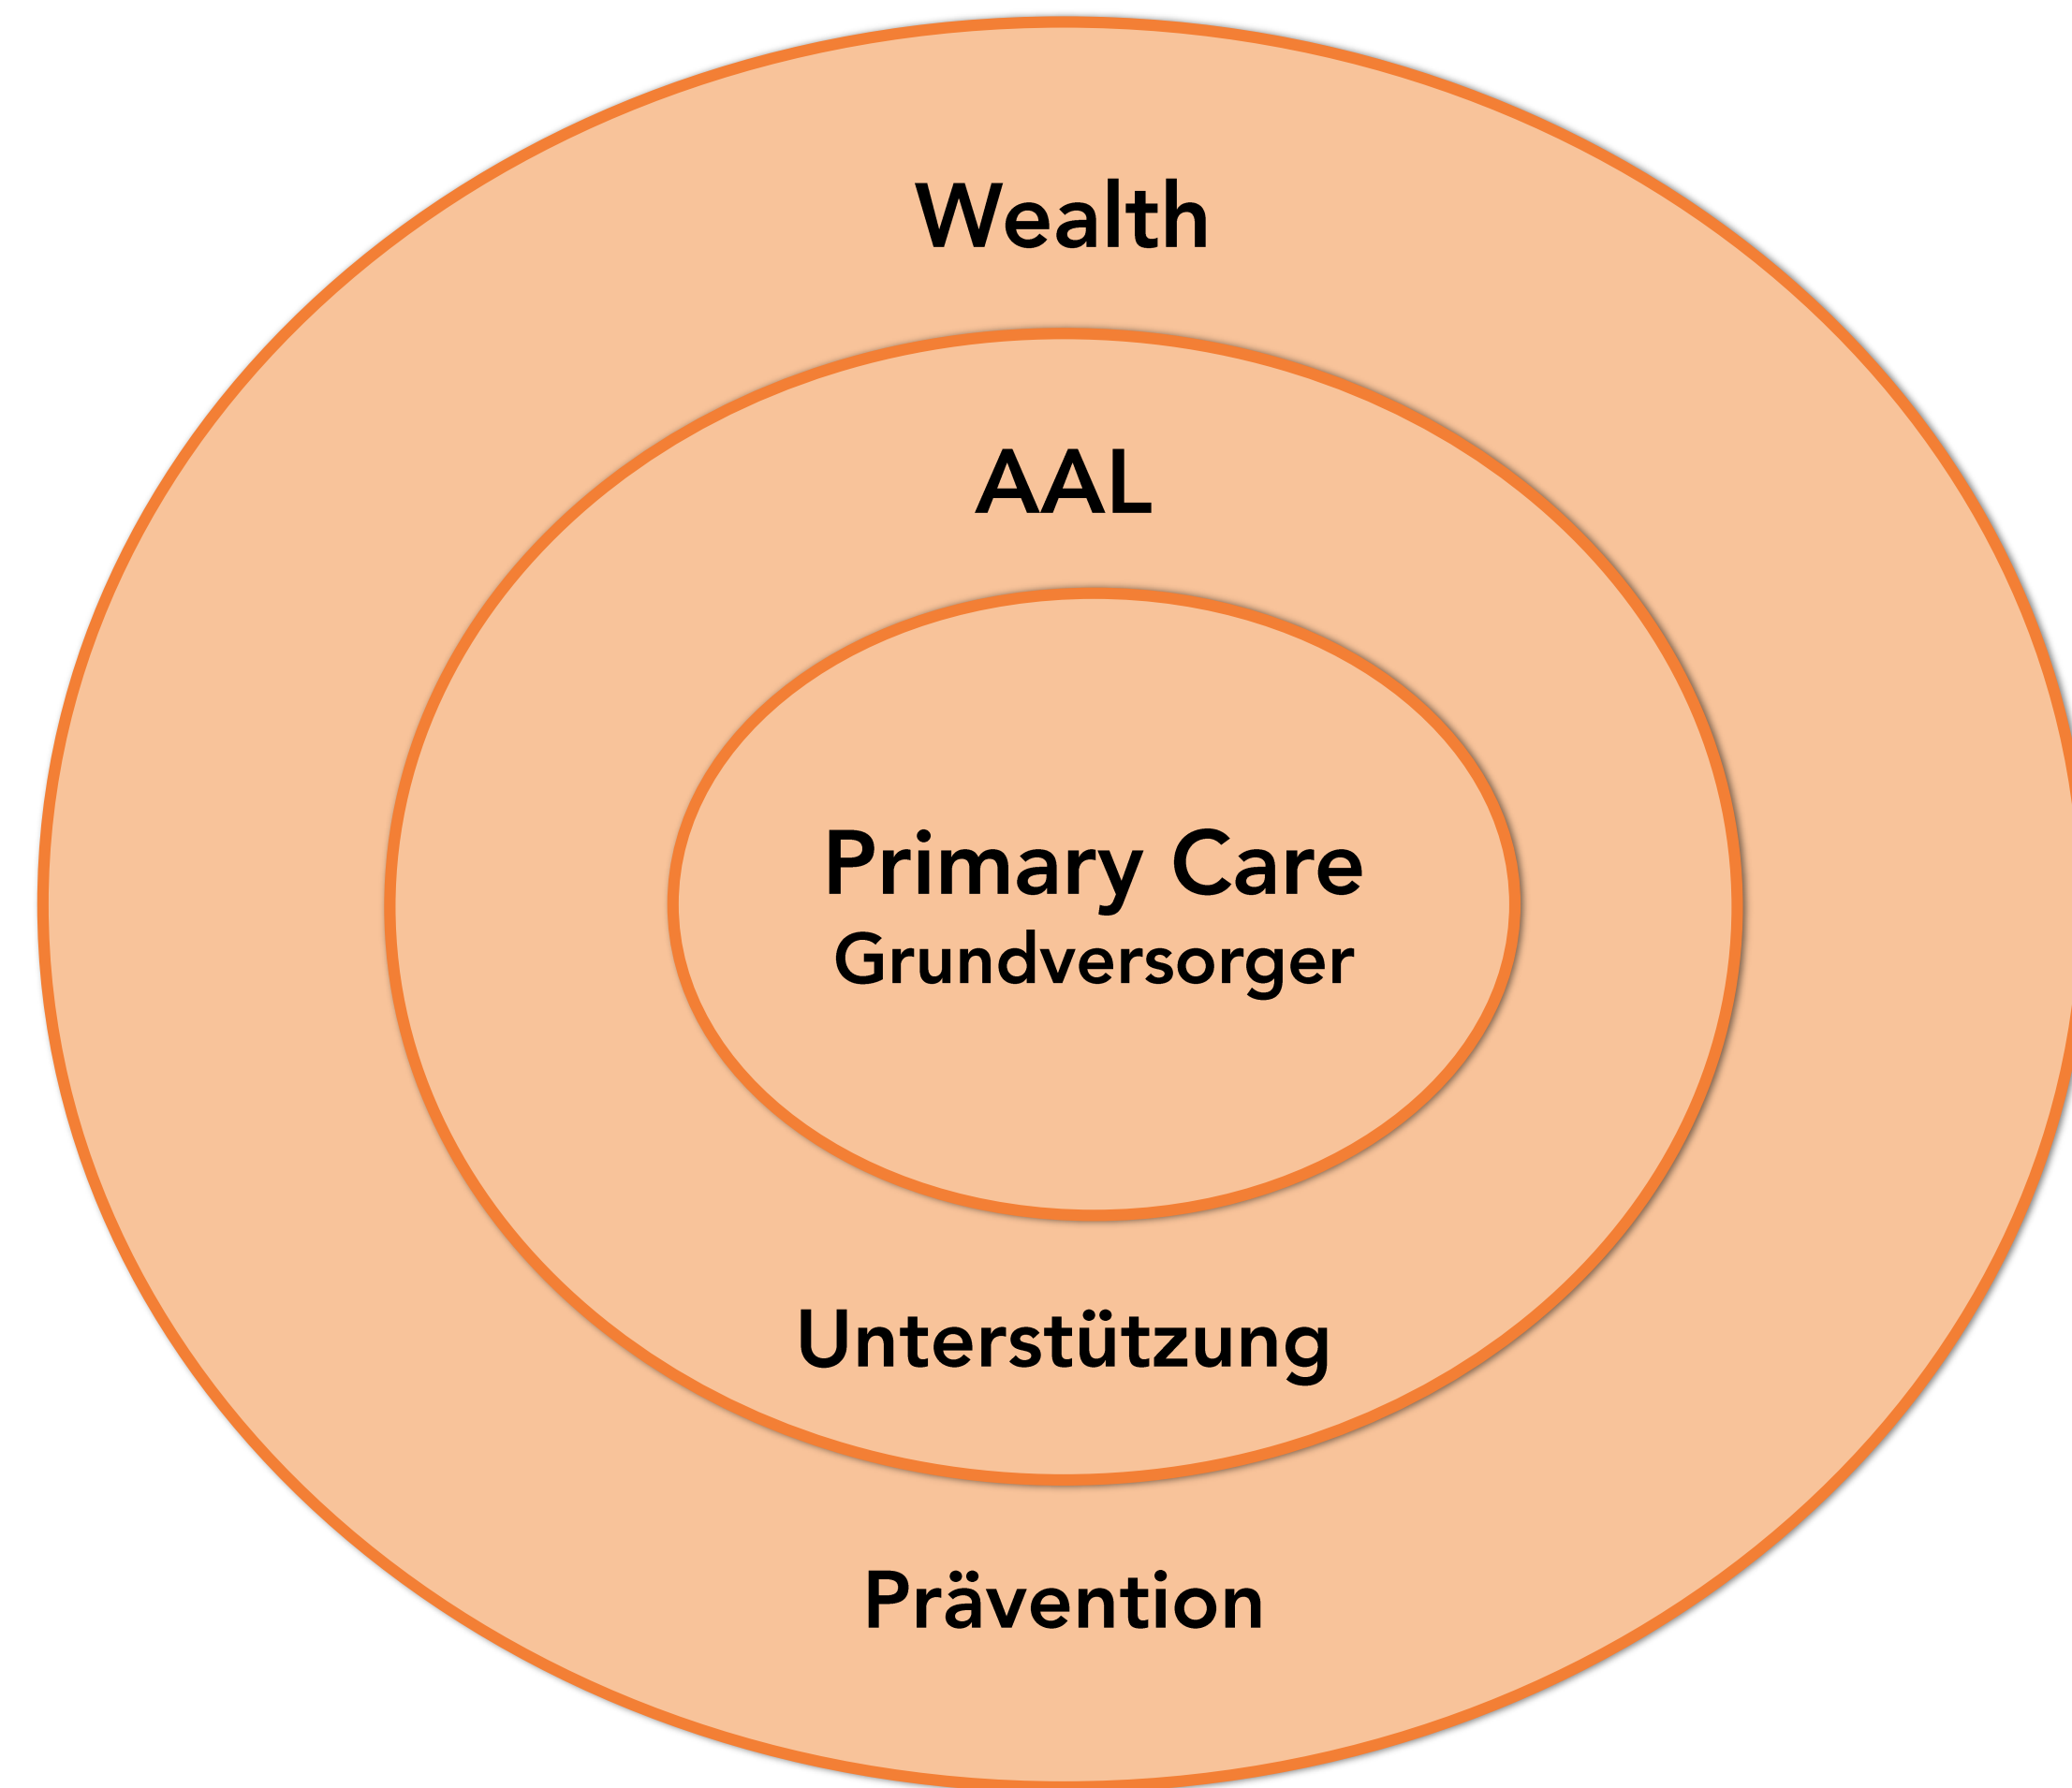 Wealth
AAL
Primary Care
Grundversorger
Unterstützung
Prävention